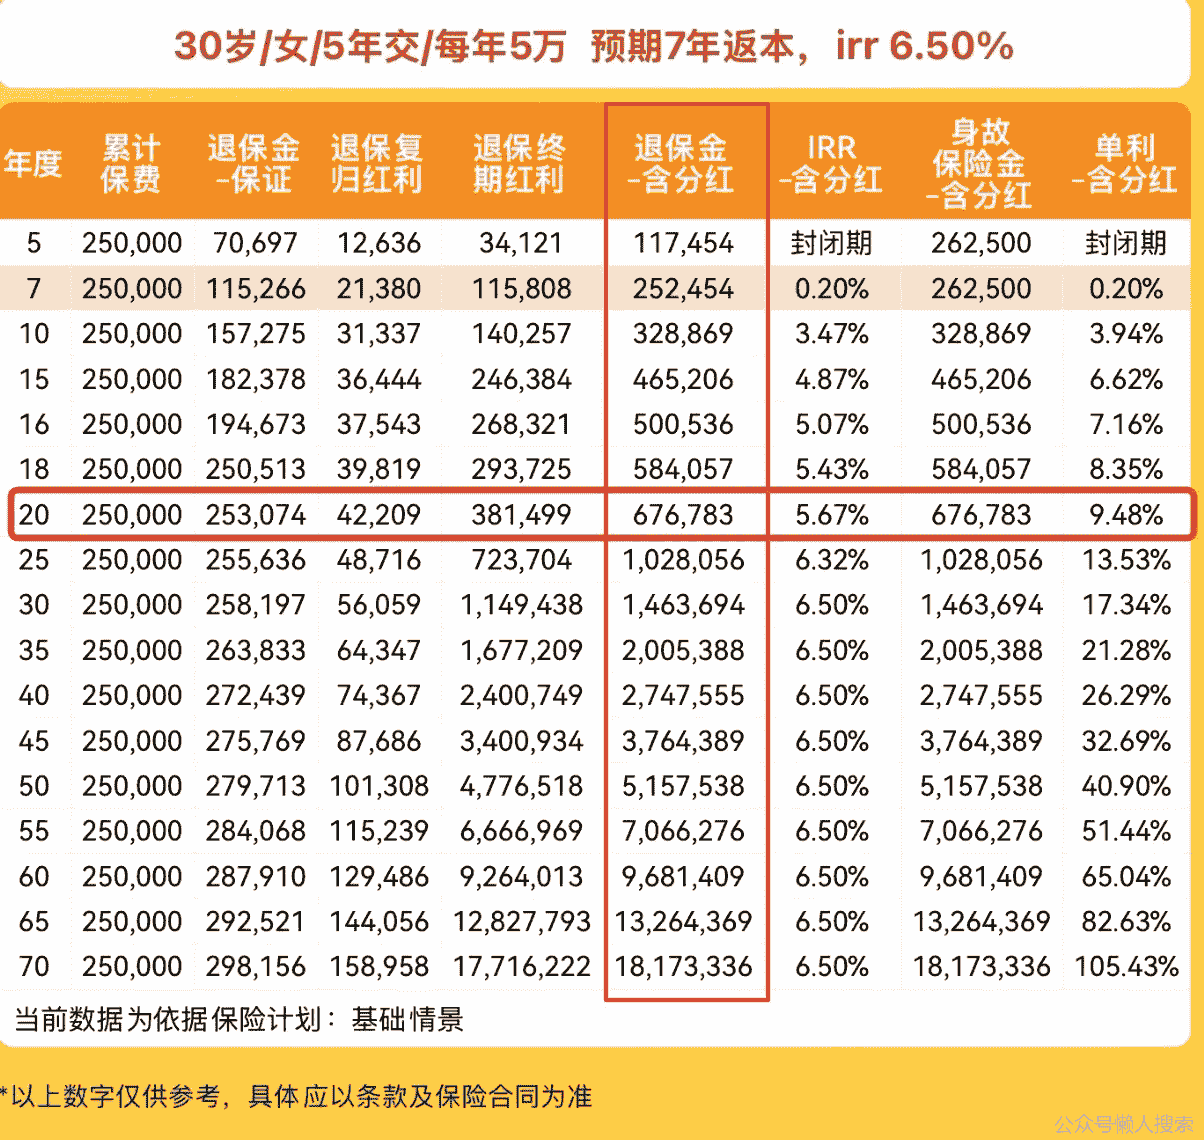 30岁/女/5年交/每年5万 预期7年返本，irr 6.50%
年度 累计保费 退保金-保证 退保复归红利 退保终期红利 退保金-含分红 IRR-含分红 身故保险金-含分红 单利-含分红
5 250,000 70,697 12,636 34,121 117,454 封闭期 262,500 封闭期
7 250,000 115,266 21,380 115,808 252,454 0.20% 262,500 0.20%
10 250,000 157,275 31,337 140,257 328,869 3.47% 328,869 3.94%
15 250,000 182,378 36,444 246,384 465,206 4.87% 465,206 6.62%
16 250,000 194,673 37,543 268,321 500,536 5.07% 500,536 7.16%
18 250,000 250,513 39,819 293,725 584,057 5.43% 584,057 8.35%
20 250,000 253,074 42,209 381,499 676,783 5.67% 676,783 9.48%
25 250,000 255,636 48,716 723,704 1,028,056 6.32% 1,028,056 13.53%
30 250,000 258,197 56,059 1,149,438 1,463,694 6.50% 1,463,694 17.34%
35 250,000 263,833 64,347 1,677,209 2,005,388 6.50% 2,005,388 21.28%
40 250,000 272,439 74,367 2,400,749 2,747,555 6.50% 2,747,555 26.29%
45 250,000 275,769 87,686 3,400,934 3,764,389 6.50% 3,764,389 32.69%
50 250,000 279,713 101,308 4,776,518 5,157,538 6.50% 5,157,538 40.90%
55 250,000 284,068 115,239 6,666,969 7,066,276 6.50% 7,066,276 51.44%
60 250,000 287,910 129,486 9,264,013 9,681,409 6.50% 9,681,409 65.04%
65 250,000 292,521 144,056 12,827,793 13,264,369 6.50% 13,264,369 82.63%
70 250,000 298,156 158,958 17,716,222 18,173,336 6.50% 18,173,336 105.43%
当前数据为依据保险计划：基础情景
*以上数字仅供参考，具体应以条款及保险合同为准
公众号懒人搜索